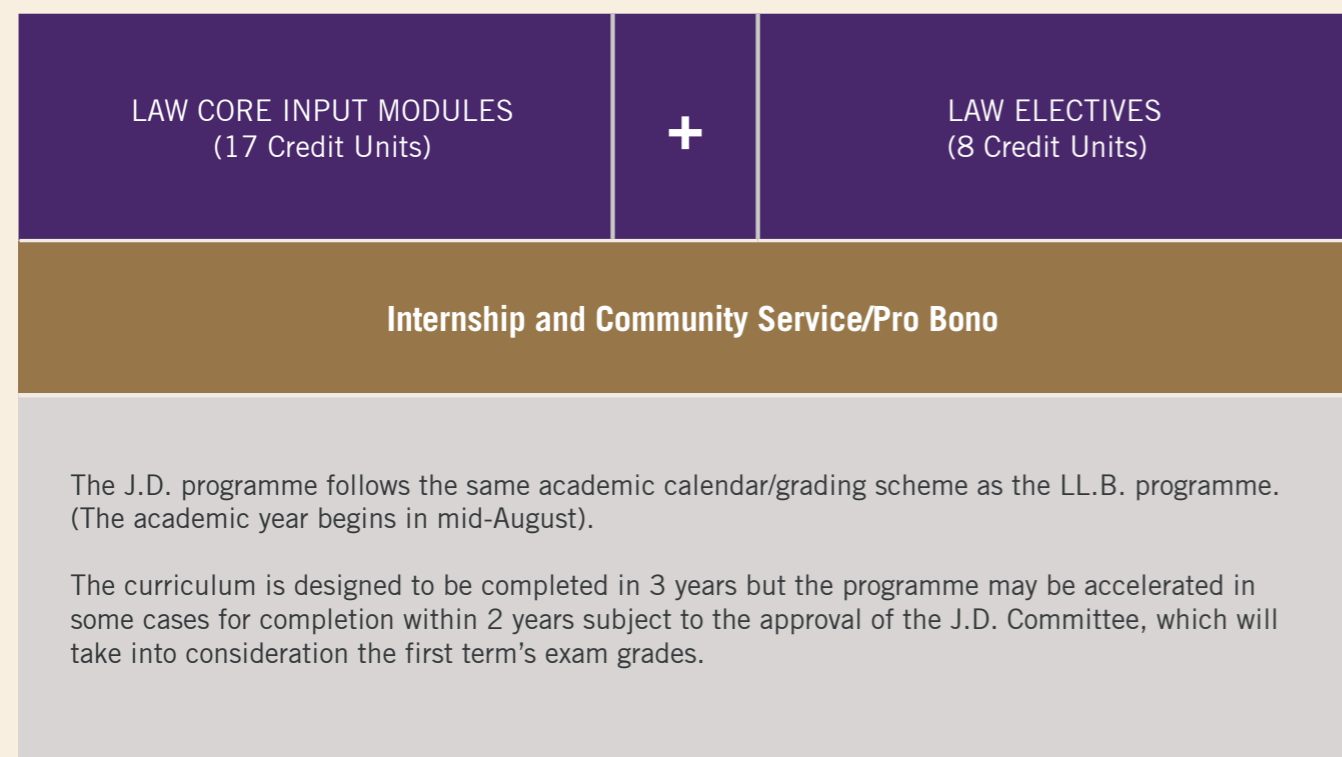 LAW CORE INPUT MODULES
(17 Credit Units)
+
LAW ELECTIVES
(8 Credit Units)
Internship and Community Service/Pro Bono
The J.D. programme follows the same academic calendar/grading scheme as the LL.B. programme.
(The academic year begins in mid-August).
The curriculum is designed to be completed in 3 years but the programme may be accelerated in
some cases for completion within 2 years subject to the approval of the J.D. Committee, which will
take into consideration the first term’s exam grades.